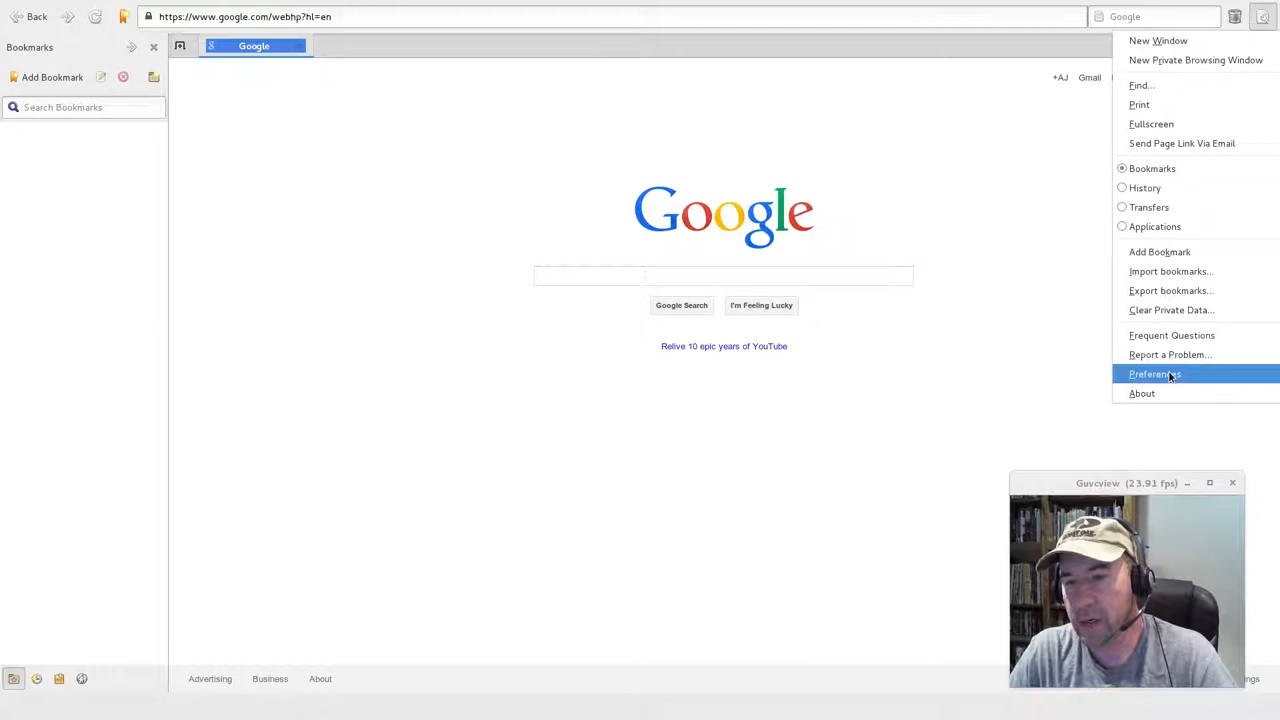 Back
https://www.google.com/webhp?hl=en
Google
Bookmarks
Google
New Window
New Private Browsing Window
Add Bookmark
+AJ Gmail
Find...
Print
Search Bookmarks
Fullscreen
Send Page Link Via Email
Bookmarks
History
Transfers
Applications
Google
Add Bookmark
Import bookmarks...
Export bookmarks...
Google Search I'm Feeling Lucky
Clear Private Data...
Frequent Questions
Relive 10 epic years of YouTube
Report a Problem...
Preferences
About
Guvcview (23.91 fps)
Advertising Business About